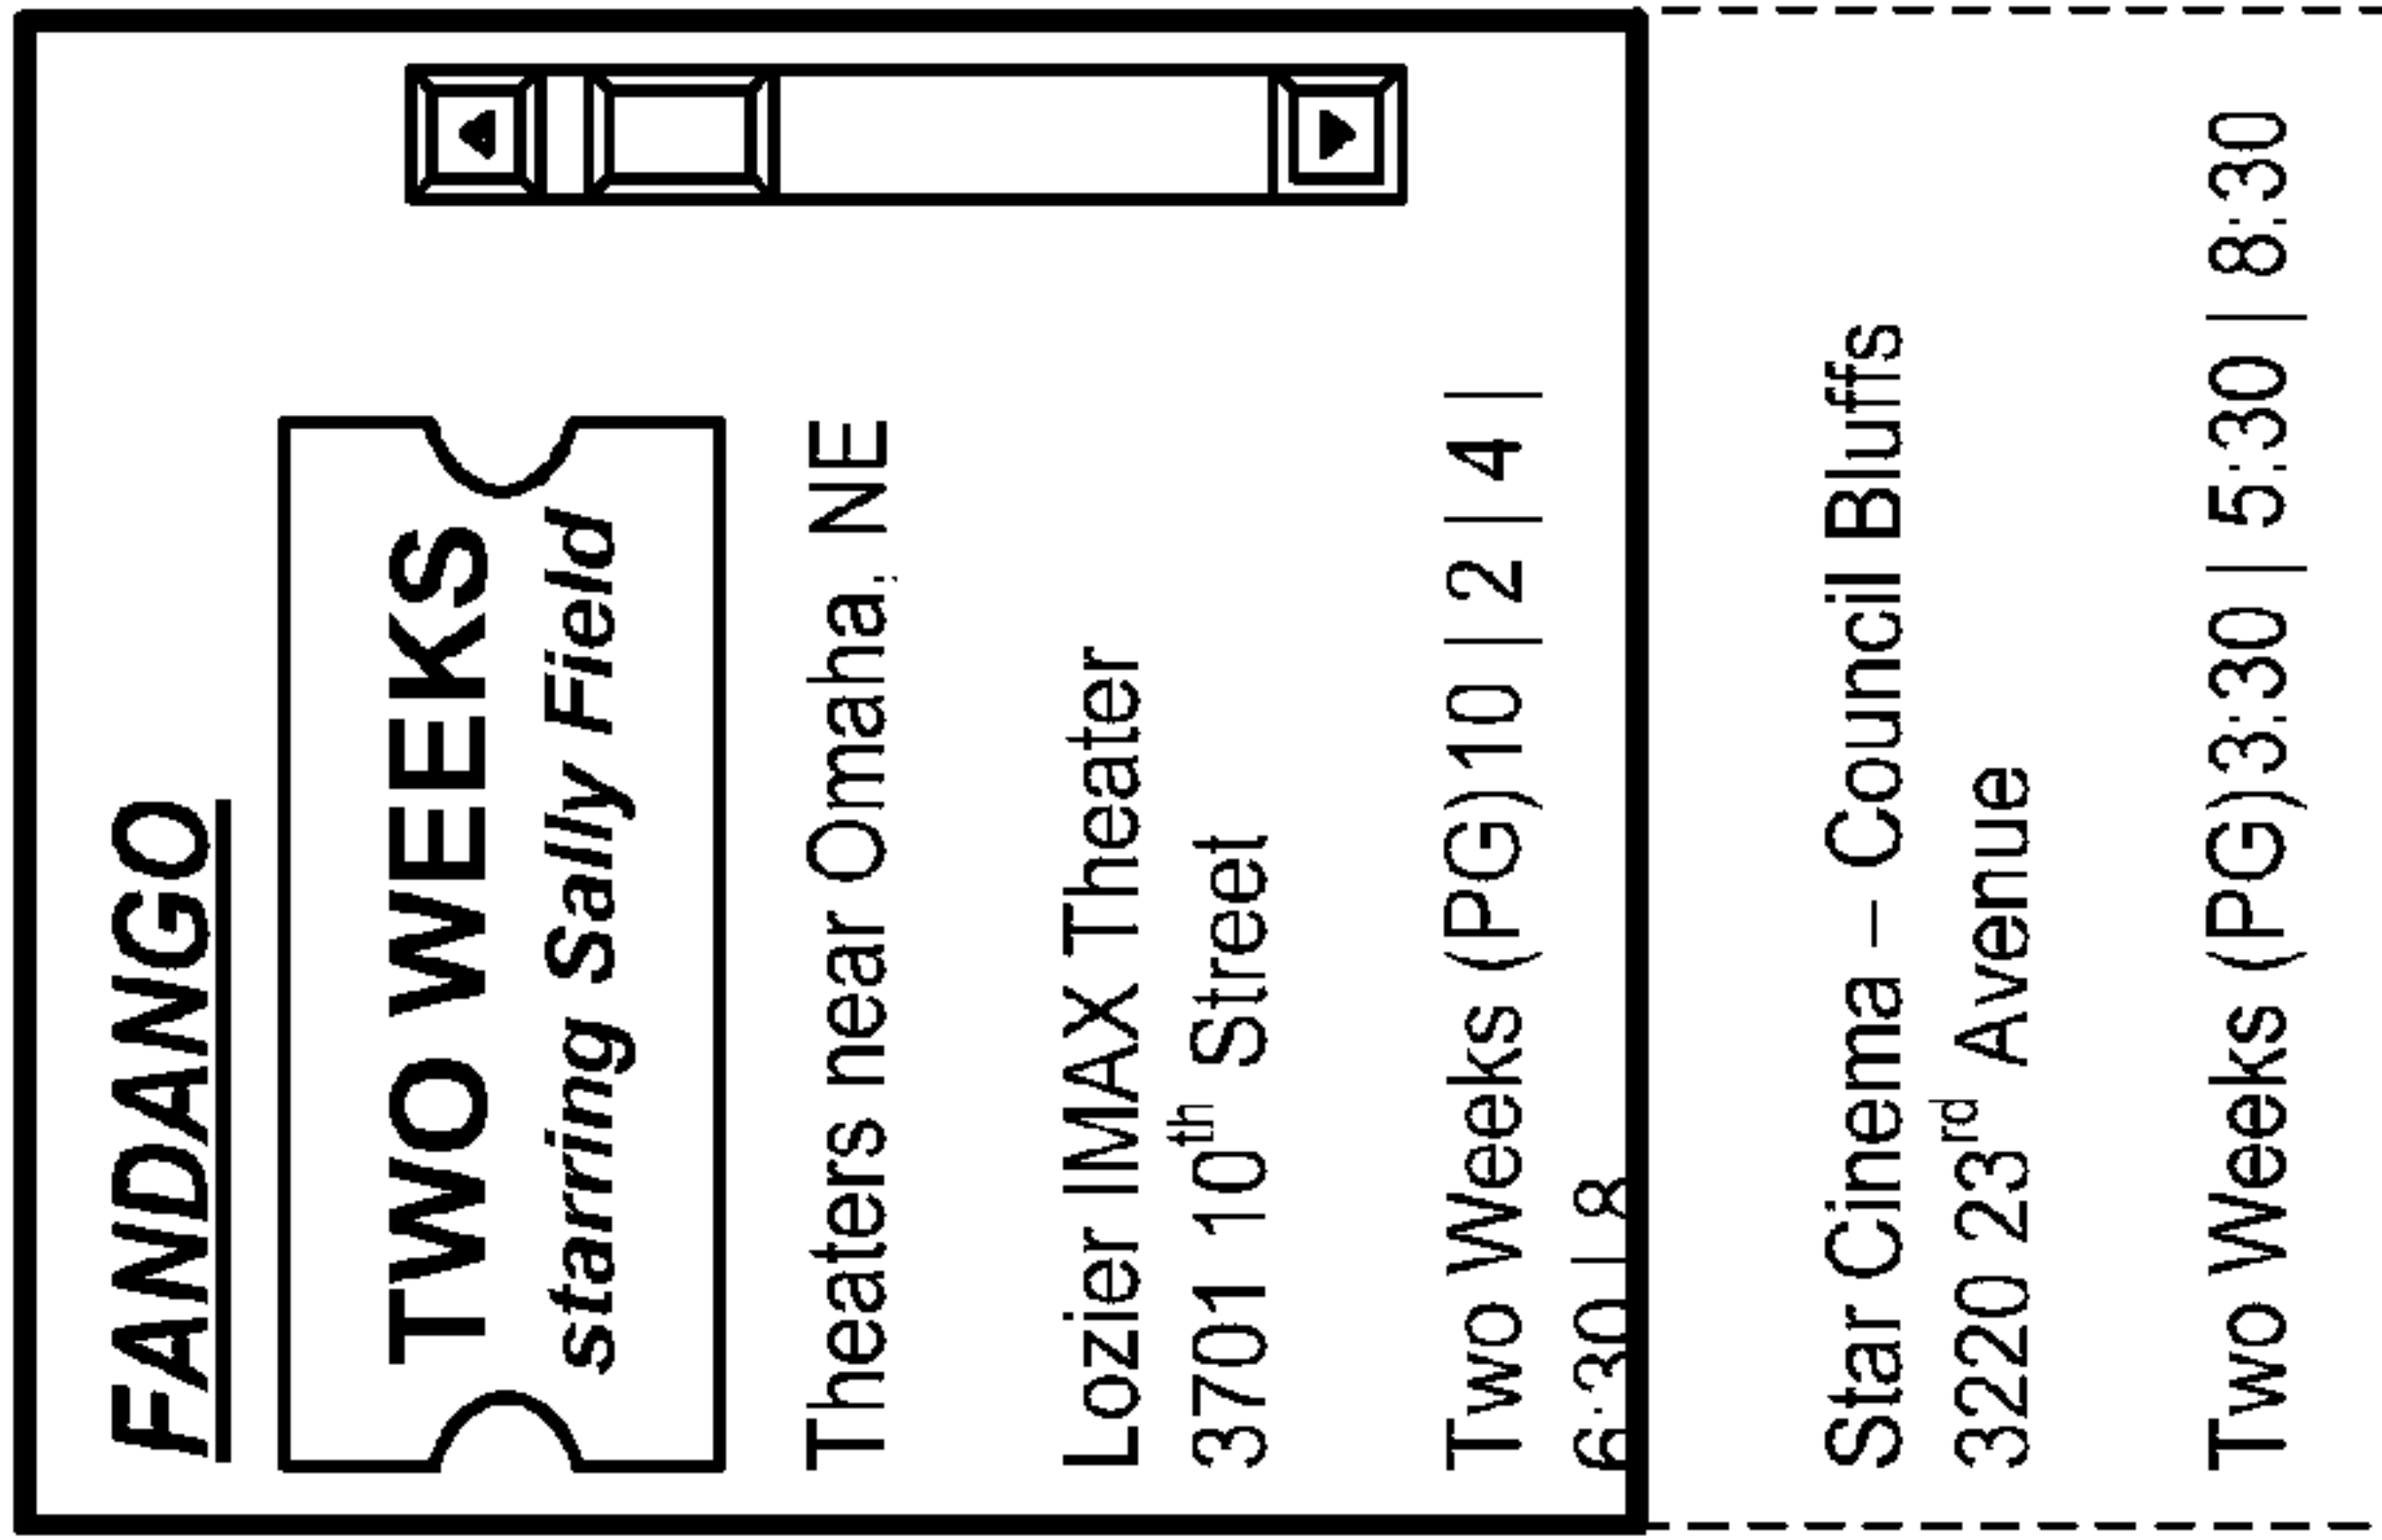 FANDANGO
TWO WEEKS
starring Sally Field
Theaters near Omaha, NE
Lozier IMAX Theater
3701 10th Street
Two Weeks (PG)10 | 2 | 4 |
6:30 | 8
Star Cinema – Council Bluffs
3220 23rd Avenue
Two Weeks (PG)3:30 | 5:30 | 8:30